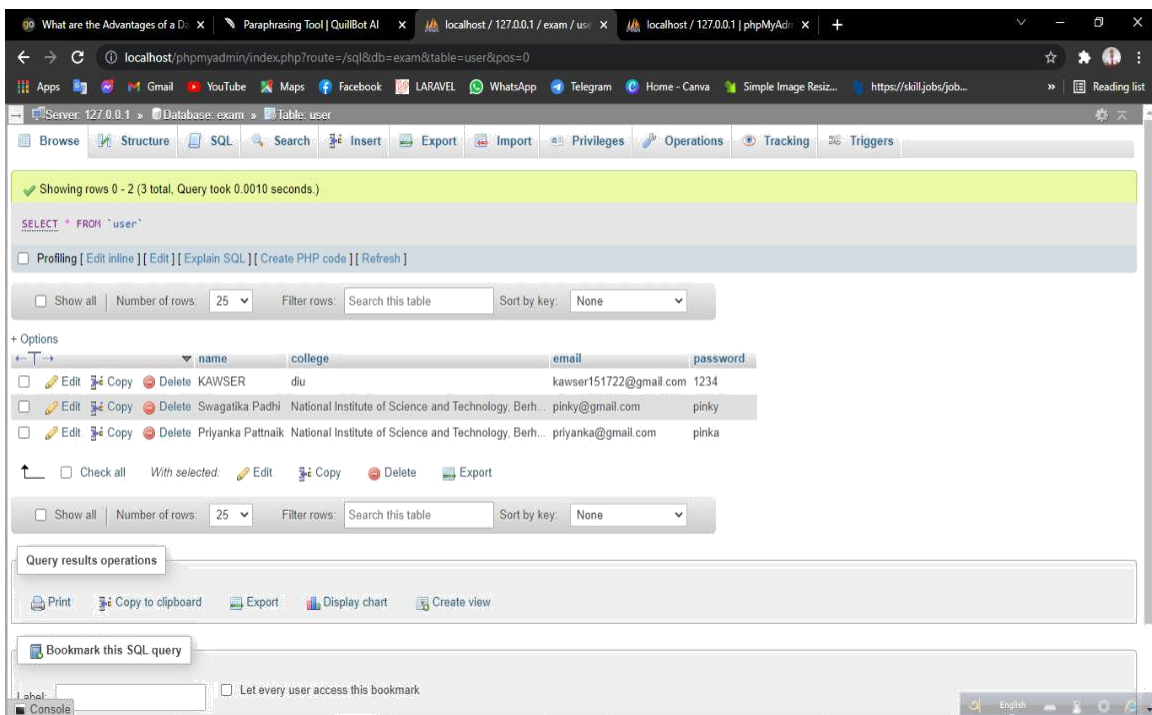 What are the Advantages of a Da
Paraphrasing Tool | QuillBot AI
localhost / 127.0.0.1 / exam / use
localhost / 127.0.0.1 | phpMyAdm
localhost/phpmyadmin/index.php?route=/sql&db=exam&table=user&pos=0
Apps Gmail YouTube Maps Facebook LARAVEL WhatsApp Telegram Home - Canva Simple Image Resiz... https://skill.jobs/job... » Reading list
Server: 127.0.0.1 » Database: exam » Table: user
Browse Structure SQL Search Insert Export Import Privileges Operations Tracking Triggers
Showing rows 0 - 2 (3 total, Query took 0.0010 seconds.)
SELECT * FROM `user`
Profiling [ Edit inline ] [ Edit ] [ Explain SQL ] [ Create PHP code ] [ Refresh ]
Show all | Number of rows: 25 Filter rows: Search this table Sort by key: None
+ Options
name college email password
Edit Copy Delete KAWSER diu kawser151722@gmail.com 1234
Edit Copy Delete Swagatika Padhi National Institute of Science and Technology, Berh... pinky@gmail.com pinky
Edit Copy Delete Priyanka Pattnaik National Institute of Science and Technology, Berh... priyanka@gmail.com pinka
Check all With selected: Edit Copy Delete Export
Show all | Number of rows: 25 Filter rows: Search this table Sort by key: None
Query results operations
Print Copy to clipboard Export Display chart Create view
Bookmark this SQL query
Label: Let every user access this bookmark
Console
English